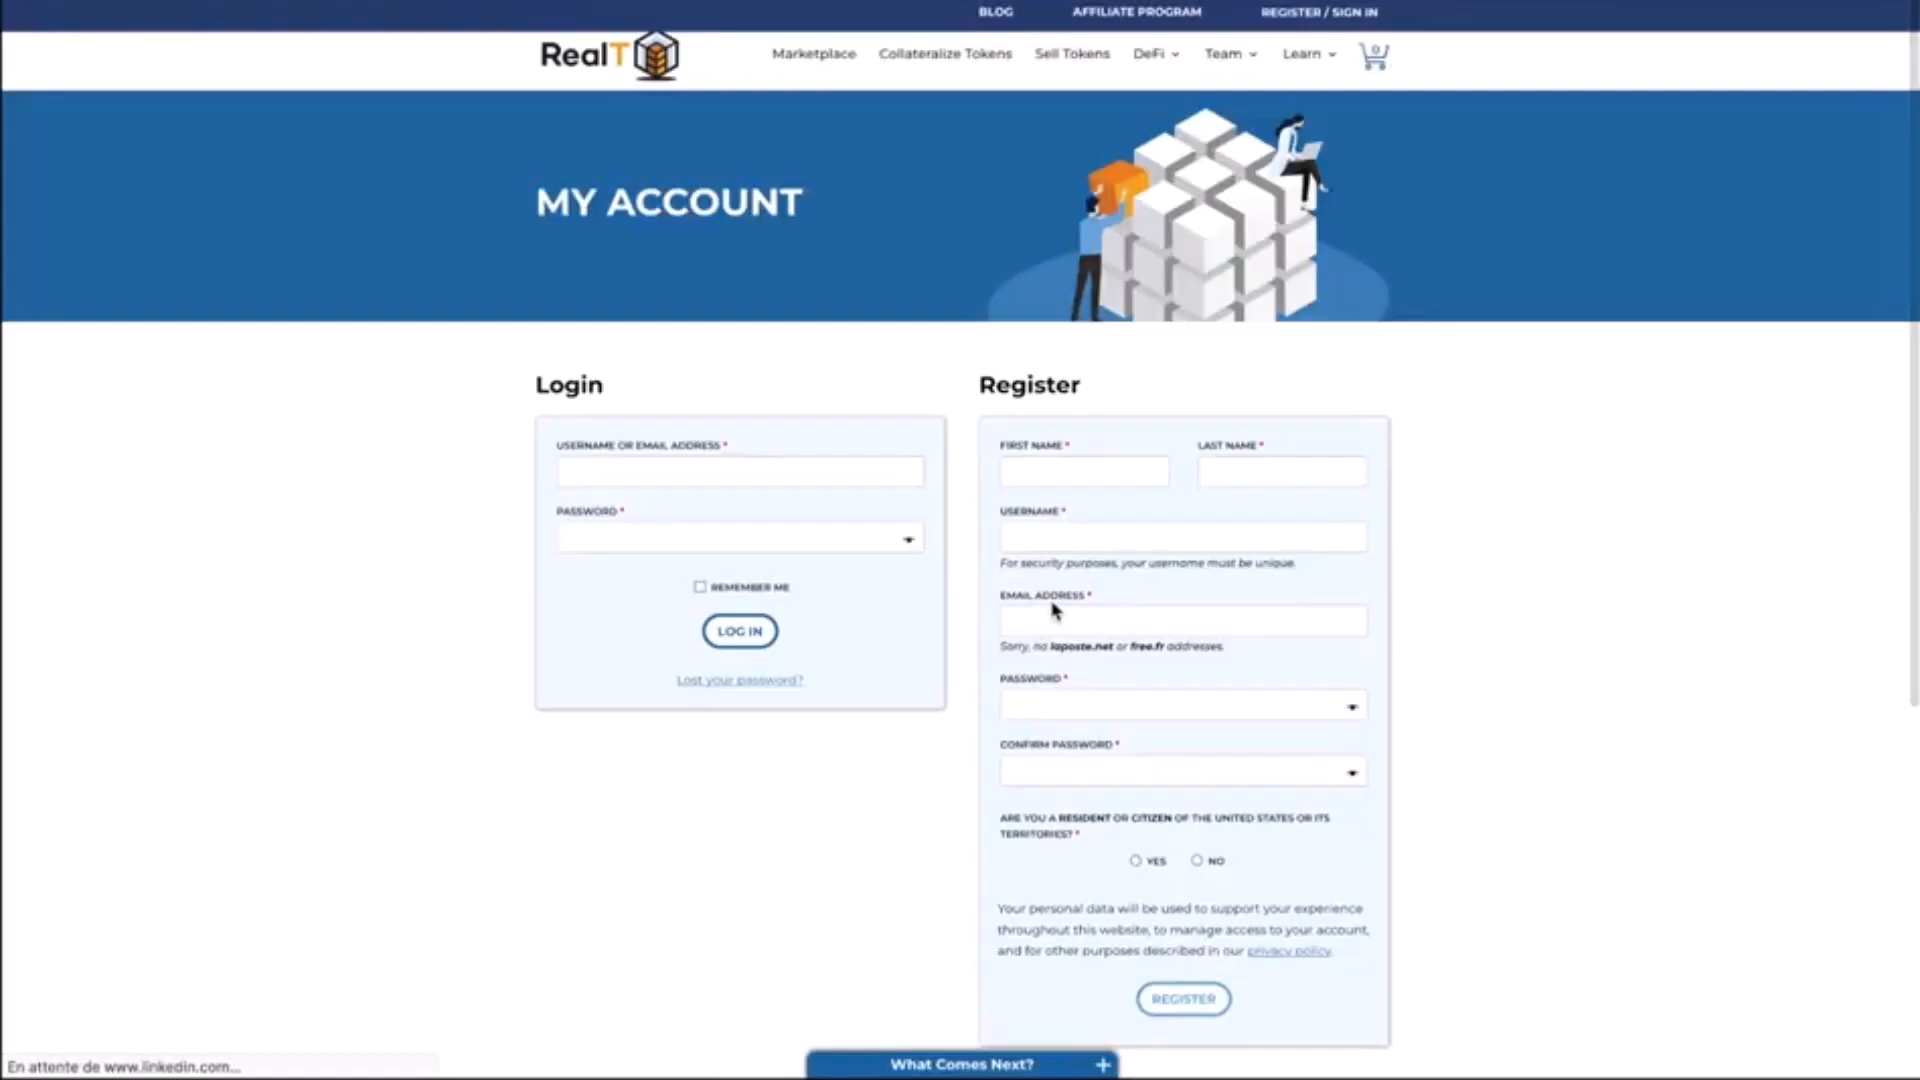 BLOG AFFILIATE PROGRAM REGISTER / SIGN IN
RealT Marketplace Collateralize Tokens Sell Tokens DeFi Team Learn 0
MY ACCOUNT
Login
USERNAME OR EMAIL ADDRESS *
PASSWORD *
REMEMBER ME
LOG IN
Lost your password?
Register
FIRST NAME * LAST NAME *
USERNAME *
For security purposes, your username must be unique.
EMAIL ADDRESS *
Sorry, no laposte.net or free.fr addresses.
PASSWORD *
CONFIRM PASSWORD *
ARE YOU A RESIDENT OR CITIZEN OF THE UNITED STATES OR ITS
TERRITORIES? *
YES NO
Your personal data will be used to support your experience
throughout this website, to manage access to your account,
and for other purposes described in our privacy policy.
REGISTER
What Comes Next? +
En attente de www.linkedin.com...